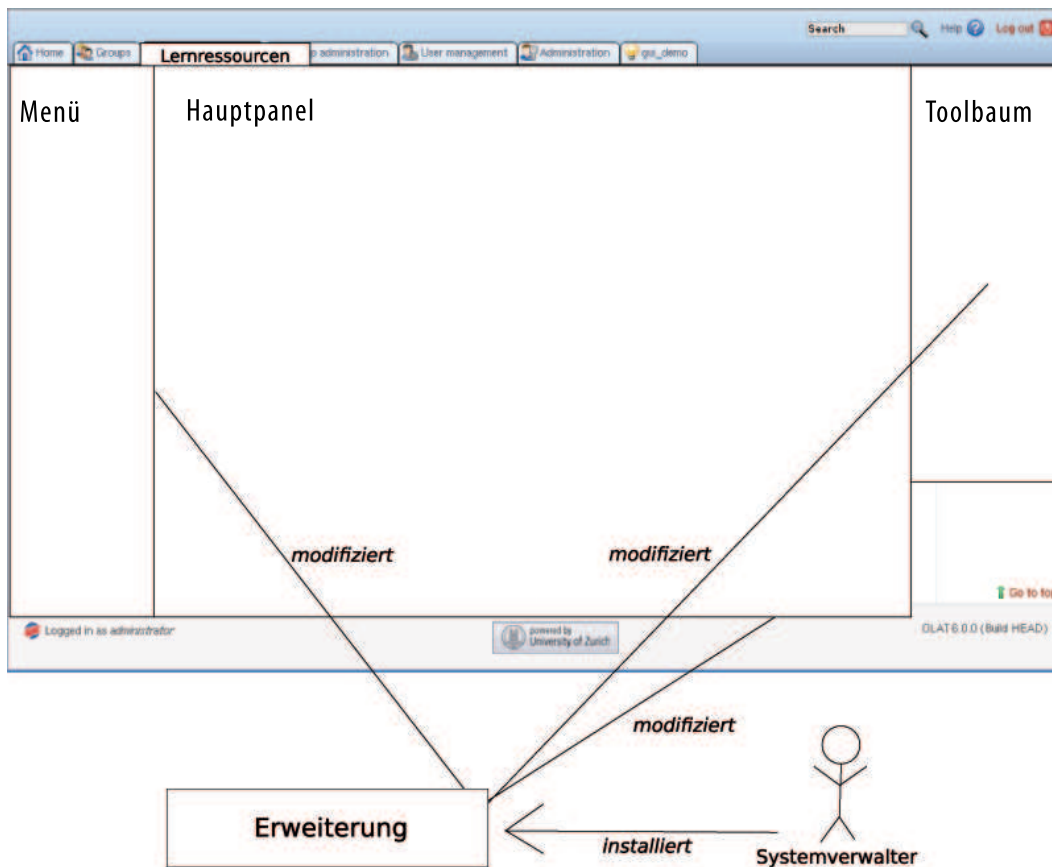 Search Help Log out
Home Groups Lernressourcen administration User management Administration gui_demo
Menü Hauptpanel Toolbaum
modifiziert modifiziert
Go to top
Logged in as administrator powered by University of Zurich OLAT 6.0.0 (Build HEAD)
modifiziert
Erweiterung
installiert
Systemverwalter